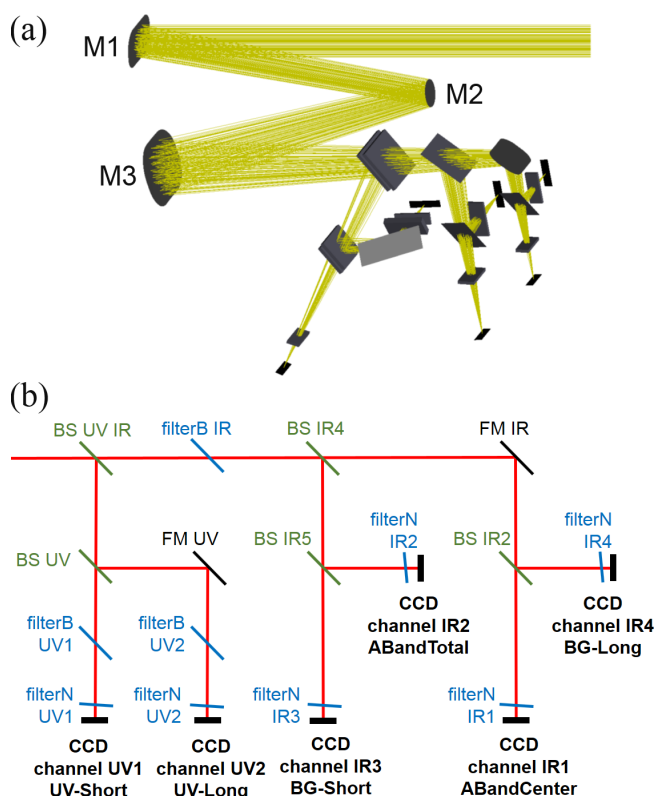 (a)
M1
M2
M3
(b)
BS UV IR
filterB IR
BS IR4
FM IR
BS UV
FM UV
BS IR5
filterN
IR2
BS IR2
filterN
IR4
CCD
channel IR2
ABandTotal
CCD
channel IR4
BG-Long
filterB
UV1
filterB
UV2
filterN
UV1
filterN
UV2
filterN
IR3
filterN
IR1
CCD
channel UV1
UV-Short
CCD
channel UV2
UV-Long
CCD
channel IR3
BG-Short
CCD
channel IR1
ABandCenter